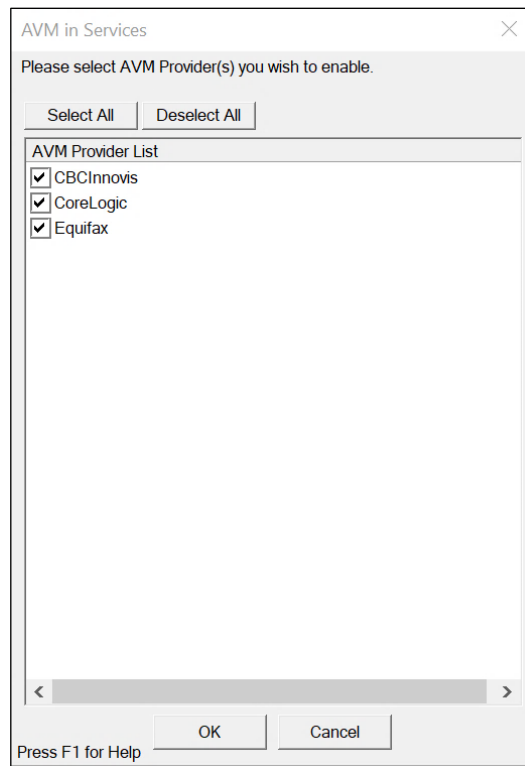 AVM in Services
Please select AVM Provider(s) you wish to enable.
Select All Deselect All
AVM Provider List
CBCInnovis
CoreLogic
Equifax
OK Cancel
Press F1 for Help